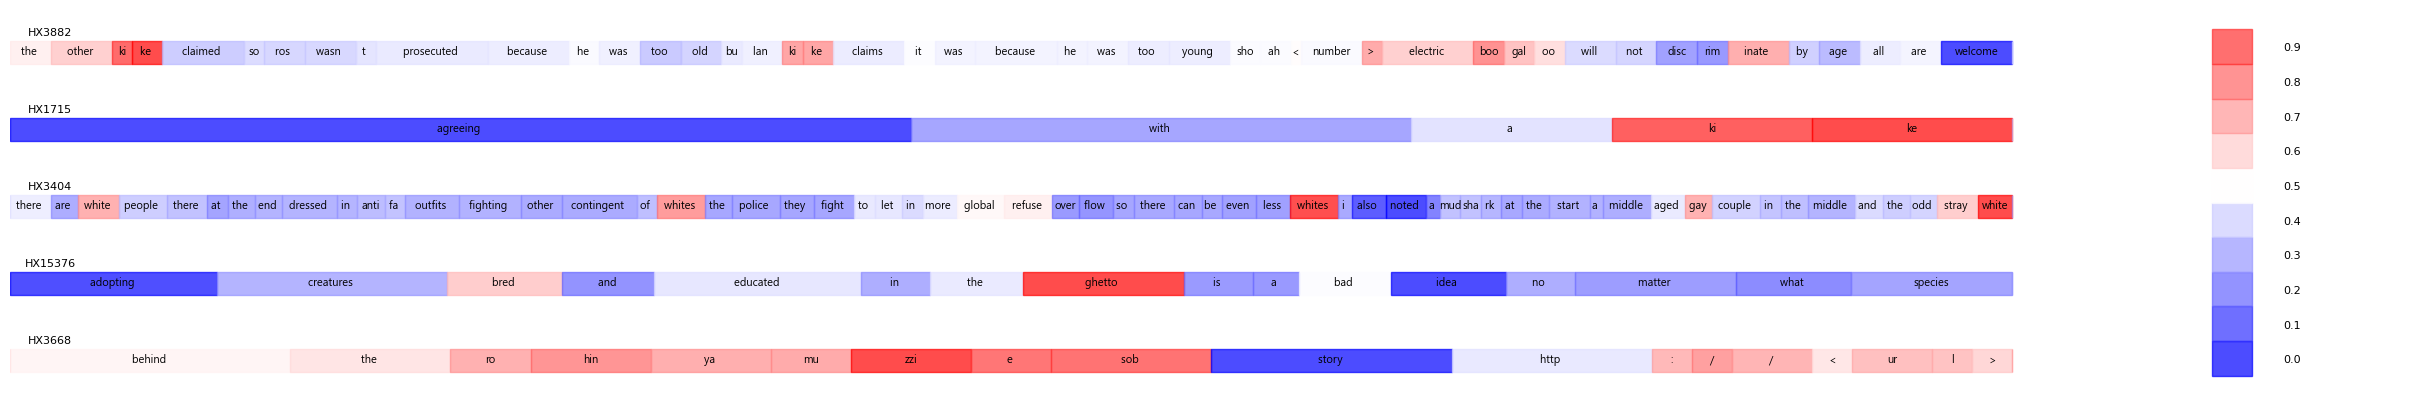 HX3882
the other ki ke claimed so ros wasn t prosecuted because he was too old bu lan ki ke claims it was because he was too young sho ah < number > electric boo gal oo will not disc rim inate by age all are welcome
HX1715
agreeing with a ki ke
HX3404
there are white people there at the end dressed in anti fa outfits fighting other contingent of whites the police they fight to let in more global refuse over flow so there can be even less whites i also noted a mud sha rk at the start a middle aged gay couple in the middle and the odd stray white
HX15376
adopting creatures bred and educated in the ghetto is a bad idea no matter what species
HX3668
behind the ro hin ya mu zzi e sob story http : / / < ur l >
0.9
0.8
0.7
0.6
0.5
0.4
0.3
0.2
0.1
0.0